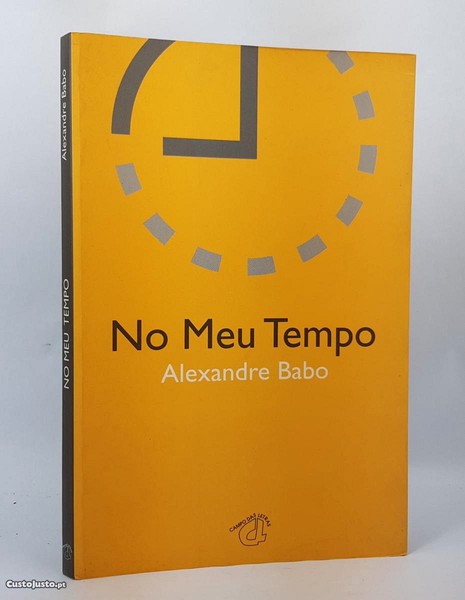 Alexandre Babo
NO MEU TEMPO
No Meu Tempo
Alexandre Babo
CAMPO DAS LETRAS
CustoJusto.pt